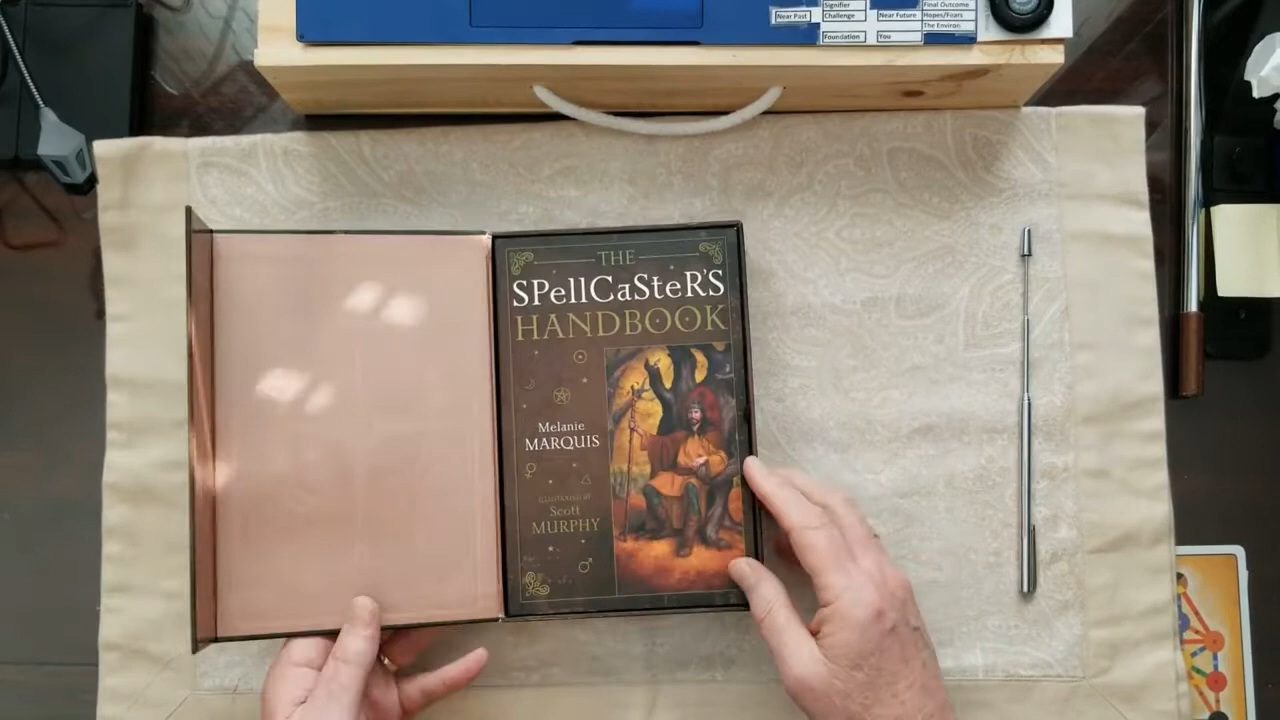 Near Past
Signifier
Challenge
Foundation
Near Future
You
Final Outcome
Hopes/Fears
The Environ.
THE
SPellCaSteR'S
HANDBOOK
Melanie
MARQUIS
ILLUSTRATED BY
Scott
MURPHY